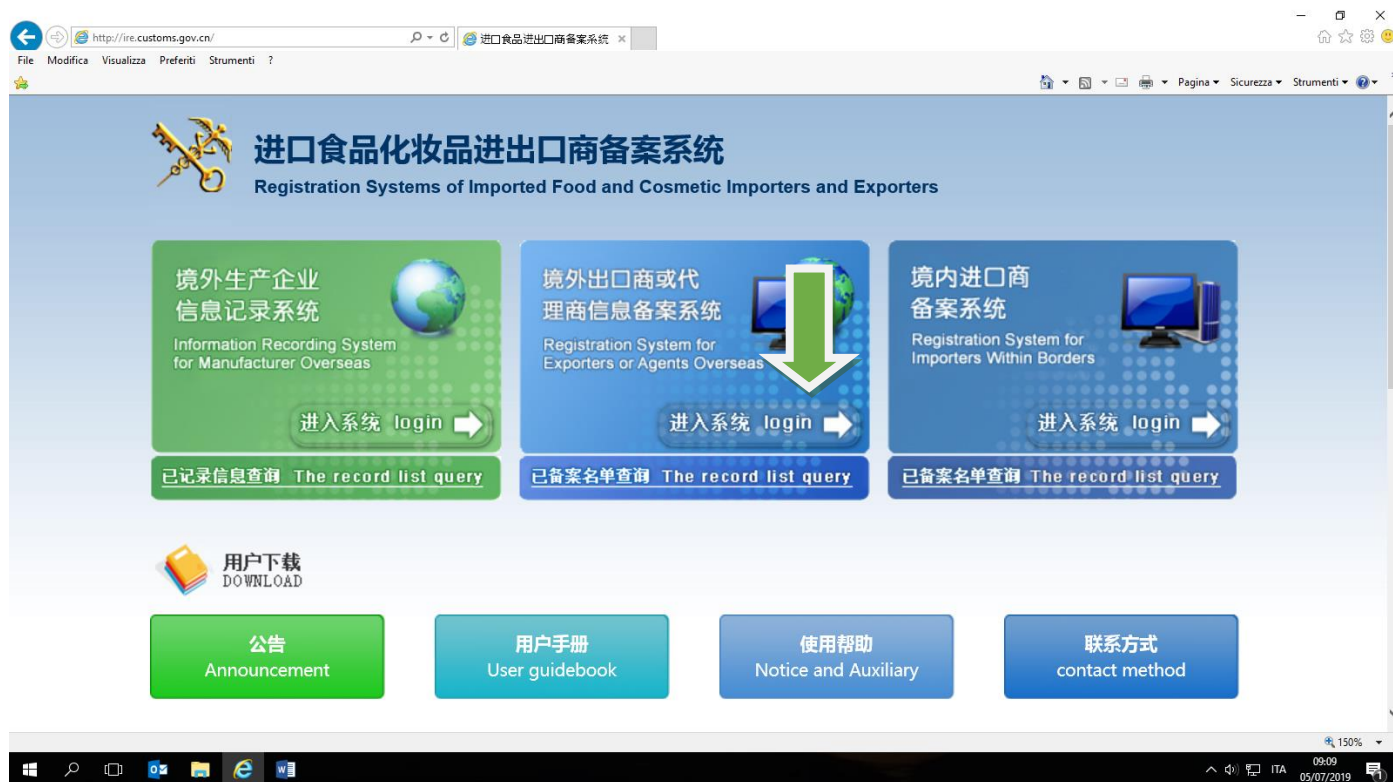 http://ire.customs.gov.cn/
进口食品进出口商备案系统
File Modifica Visualizza Preferiti Strumenti ?
Pagina Sicurezza Strumenti
进口食品化妆品进出口商备案系统
Registration Systems of Imported Food and Cosmetic Importers and Exporters
境外生产企业
信息记录系统
Information Recording System
for Manufacturer Overseas
进入系统 login
已记录信息查询 The record list query
境外出口商或代
理商信息备案系统
Registration System for
Exporters or Agents Overseas
进入系统 login
已备案名单查询 The record list query
境内进口商
备案系统
Registration System for
Importers Within Borders
进入系统 login
已备案名单查询 The record list query
用户下载
DOWNLOAD
公告
Announcement
用户手册
User guidebook
使用帮助
Notice and Auxiliary
联系方式
contact method
150%
ITA
09:09
05/07/2019